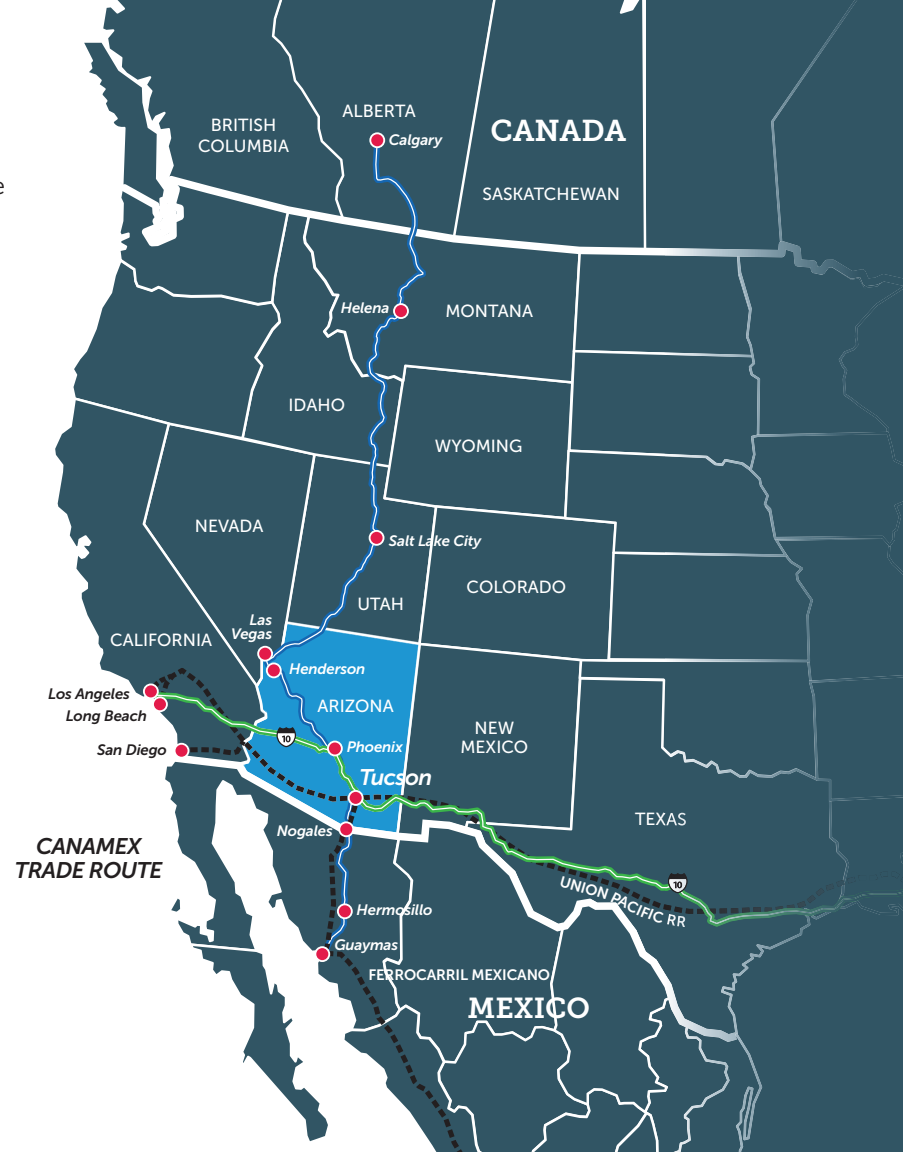 ALBERTA
BRITISH
COLUMBIA
CANADA
Calgary
e
SASKATCHEWAN
Helena
MONTANA
IDAHO
WYOMING
NEVADA
Salt Lake City
COLORADO
UTAH
Las
Vegas
CALIFORNIA
Henderson
Los Angeles
ARIZONA
Long Beach
NEW
MEXICO
10
San Diego
Phoenix
Tucson
TEXAS
Nogales
CANAMEX
TRADE ROUTE
10
UNION PACIFIC RR
Hermosillo
Guaymas
FERROCARRIL MEXICANO
MEXICO